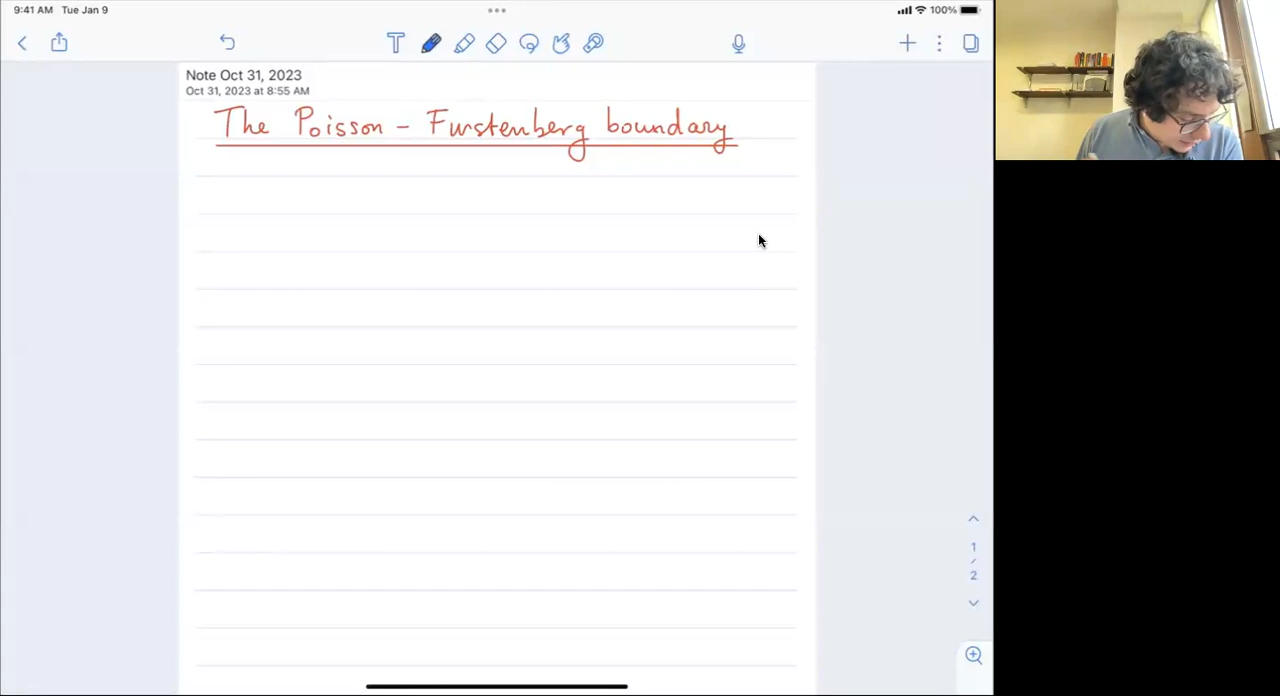 9:41 AM Tue Jan 9
100%
T
Note Oct 31, 2023
Oct 31, 2023 at 8:55 AM
The Poisson - Furstenberg boundary
1
/
2